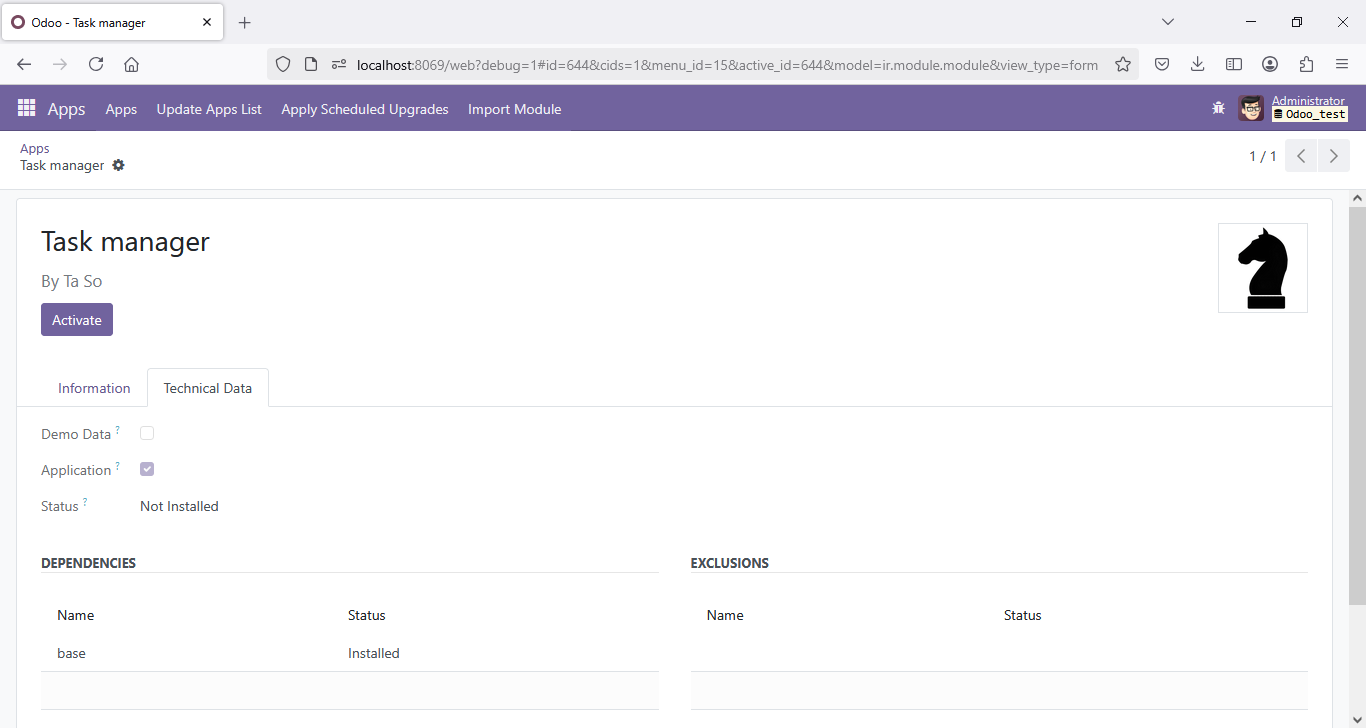 Odoo - Task manager
localhost:8069/web?debug=1#id=644&cids=1&menu_id=15&active_id=644&model=ir.module.module&view_type=form
Apps Apps Update Apps List Apply Scheduled Upgrades Import Module Administrator
Odoo_test
Apps
Task manager 1 / 1
Task manager
By Ta So
Activate
Information Technical Data
Demo Data ?
Application ?
Status ? Not Installed
DEPENDENCIES EXCLUSIONS
Name Status Name Status
base Installed